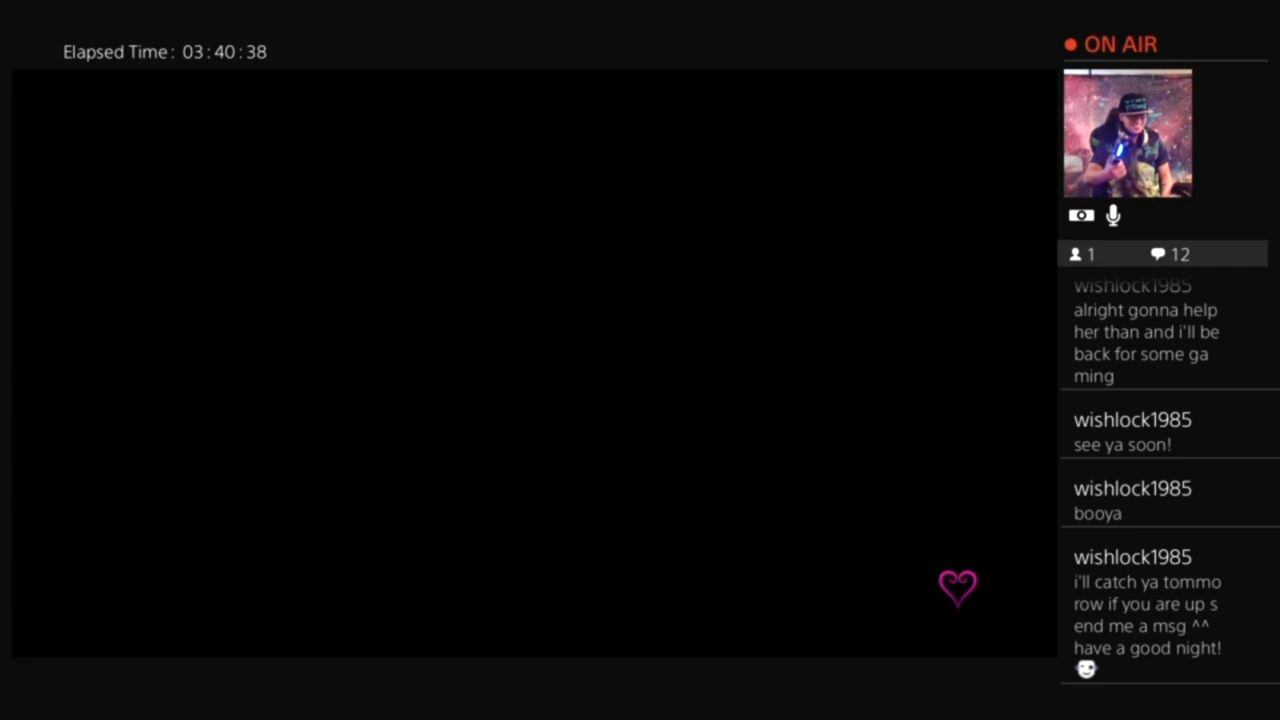 Elapsed Time: 03:40:38
ON AIR
1
12
wishlock1985
alright gonna help
her than and i'll be
back for some ga
ming
wishlock1985
see ya soon!
wishlock1985
booya
wishlock1985
i'll catch ya tommo
row if you are up s
end me a msg ^^
have a good night!